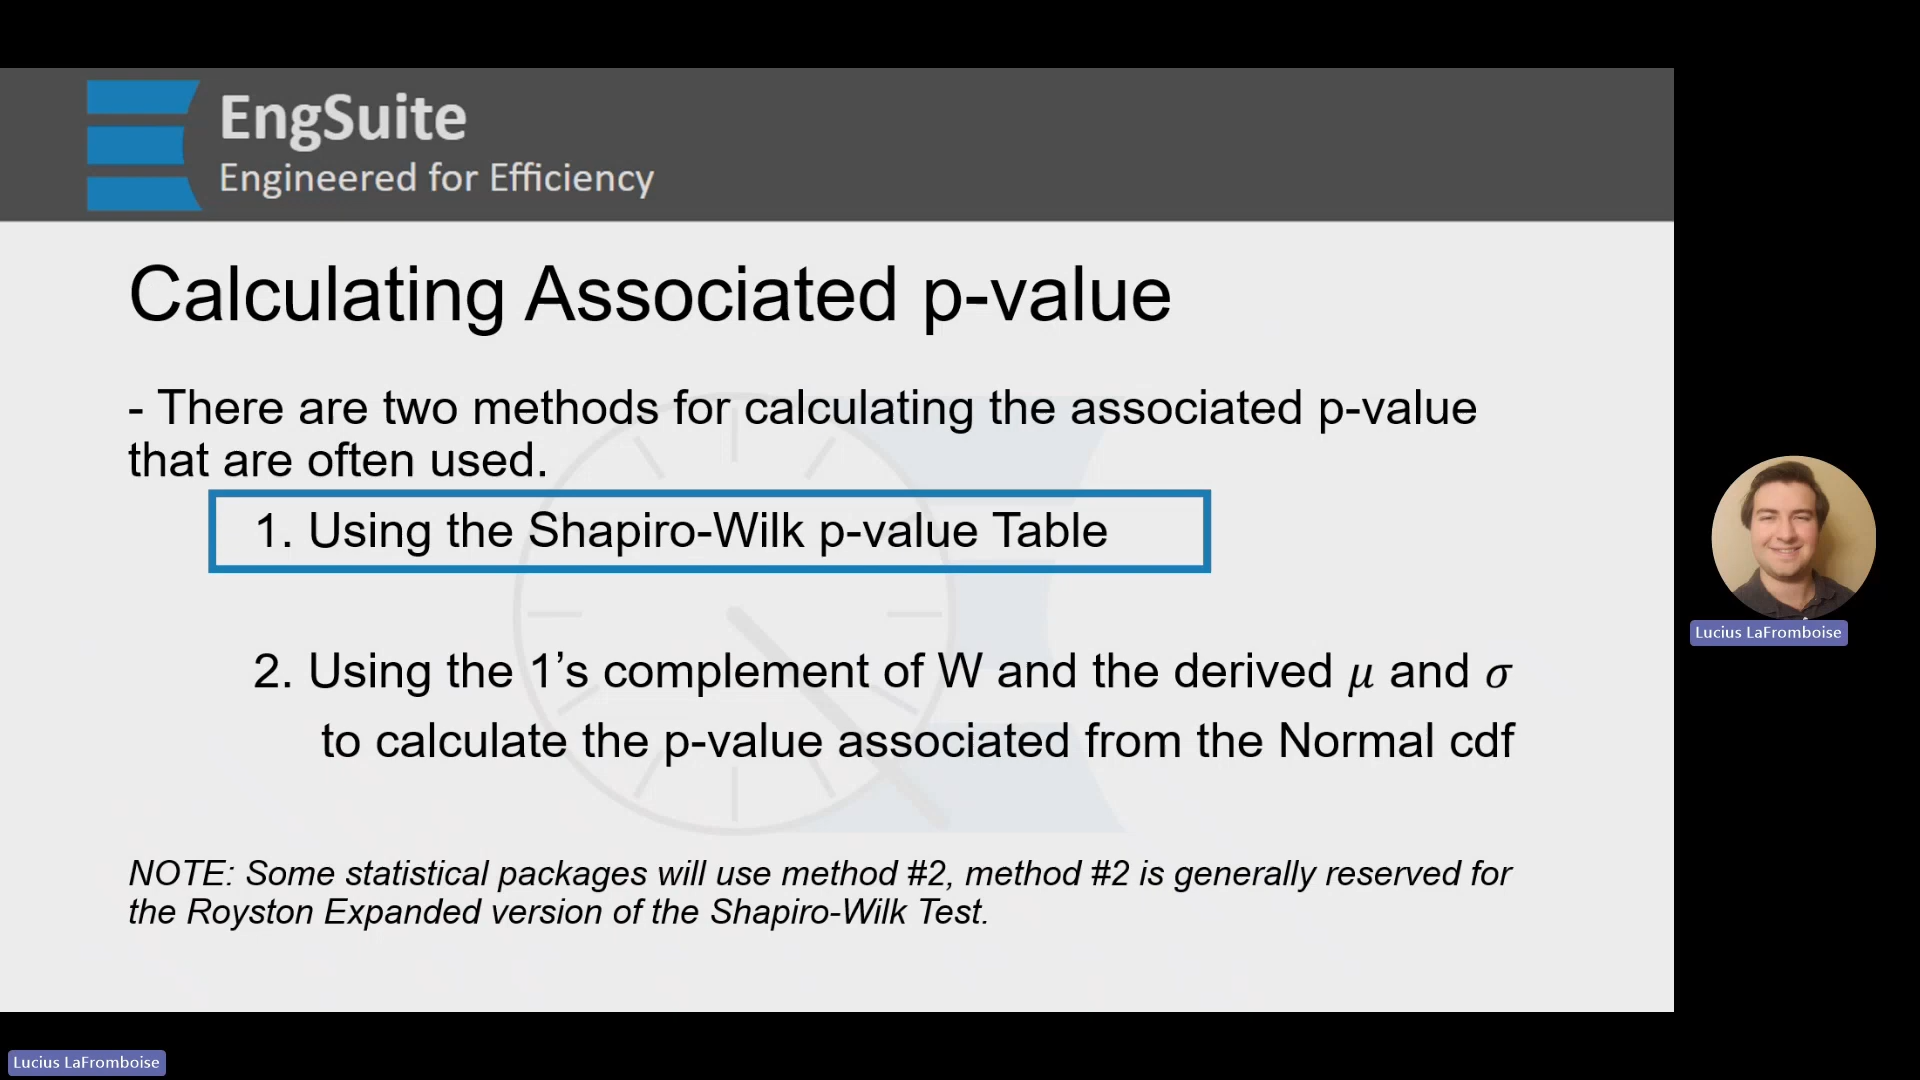 EngSuite
Engineered for Efficiency
Calculating Associated p-value
- There are two methods for calculating the associated p-value
that are often used.
1. Using the Shapiro-Wilk p-value Table
2. Using the 1’s complement of W and the derived 𝜇 and 𝜎
to calculate the p-value associated from the Normal cdf
NOTE: Some statistical packages will use method #2, method #2 is generally reserved for
the Royston Expanded version of the Shapiro-Wilk Test.
Lucius LaFromboise
Lucius LaFromboise